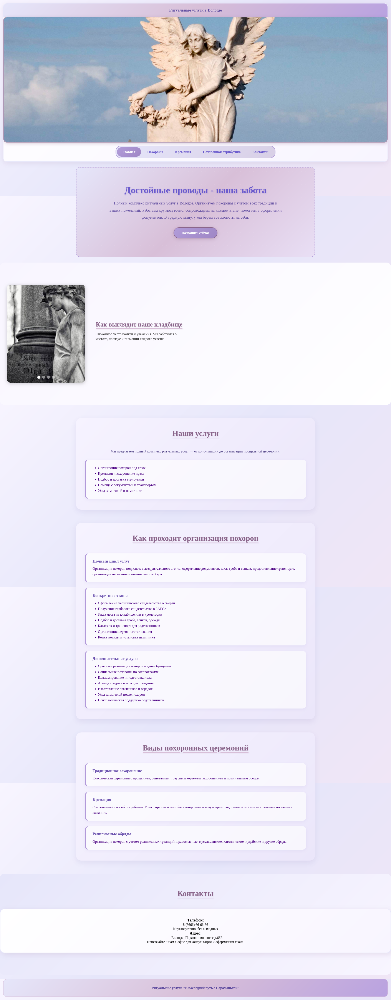 Ритуальные услуги в Вологде
Главная
Похороны
Кремация
Похоронная атрибутика
Контакты
Достойные проводы - наша забота
Полный комплекс ритуальных услуг в Вологде. Организуем похороны с учетом всех традиций и
ваших пожеланий. Работаем круглосуточно, сопровождаем на каждом этапе, помогаем в оформлении
документов. В трудную минуту мы берем все хлопоты на себя.
Позвонить сейчас
Hier ruht
Olga
Как выглядит наше кладбище
Спокойное место памяти и уважения. Мы заботимся о
чистоте, порядке и гармонии каждого участка.
Наши услуги
Мы предлагаем полный комплекс ритуальных услуг — от консультации до организации прощальной церемонии.
Организация похорон под ключ
Кремация и захоронение праха
Подбор и доставка атрибутики
Помощь с документами и транспортом
Уход за могилой и памятники
Как проходит организация похорон
Полный цикл услуг
Организация похорон под ключ: выезд ритуального агента, оформление документов, заказ гроба и венков, предоставление транспорта,
организация отпевания и поминального обеда.
Конкретные этапы
Оформление медицинского свидетельства о смерти
Получение гербового свидетельства в ЗАГСе
Заказ места на кладбище или в крематории
Подбор и доставка гроба, венков, одежды
Катафалк и транспорт для родственников
Организация церковного отпевания
Копка могилы и установка памятника
Дополнительные услуги
Срочная организация похорон в день обращения
Социальные похороны по госпрограмме
Бальзамирование и подготовка тела
Аренда траурного зала для прощания
Изготовление памятников и оградок
Уход за могилой после похорон
Психологическая поддержка родственников
Виды похоронных церемоний
Традиционное захоронение
Классическая церемония с прощанием, отпеванием, траурным кортежем, захоронением и поминальным обедом.
Кремация
Современный способ погребения. Урна с прахом может быть захоронена в колумбарии, родственной могиле или развеяна по вашему
желанию.
Религиозные обряды
Организация похорон с учетом религиозных традиций: православные, мусульманские, католические, иудейские и другие обряды.
Контакты
Телефон:
8 (6666) 66-66-66
Круглосуточно, без выходных
Адрес:
г. Вологда, Парамоново шоссе д.66Б
Приезжайте к нам в офис для консультации и оформления заказа.
Ритуальные услуги "В последний путь с Парамонькой"